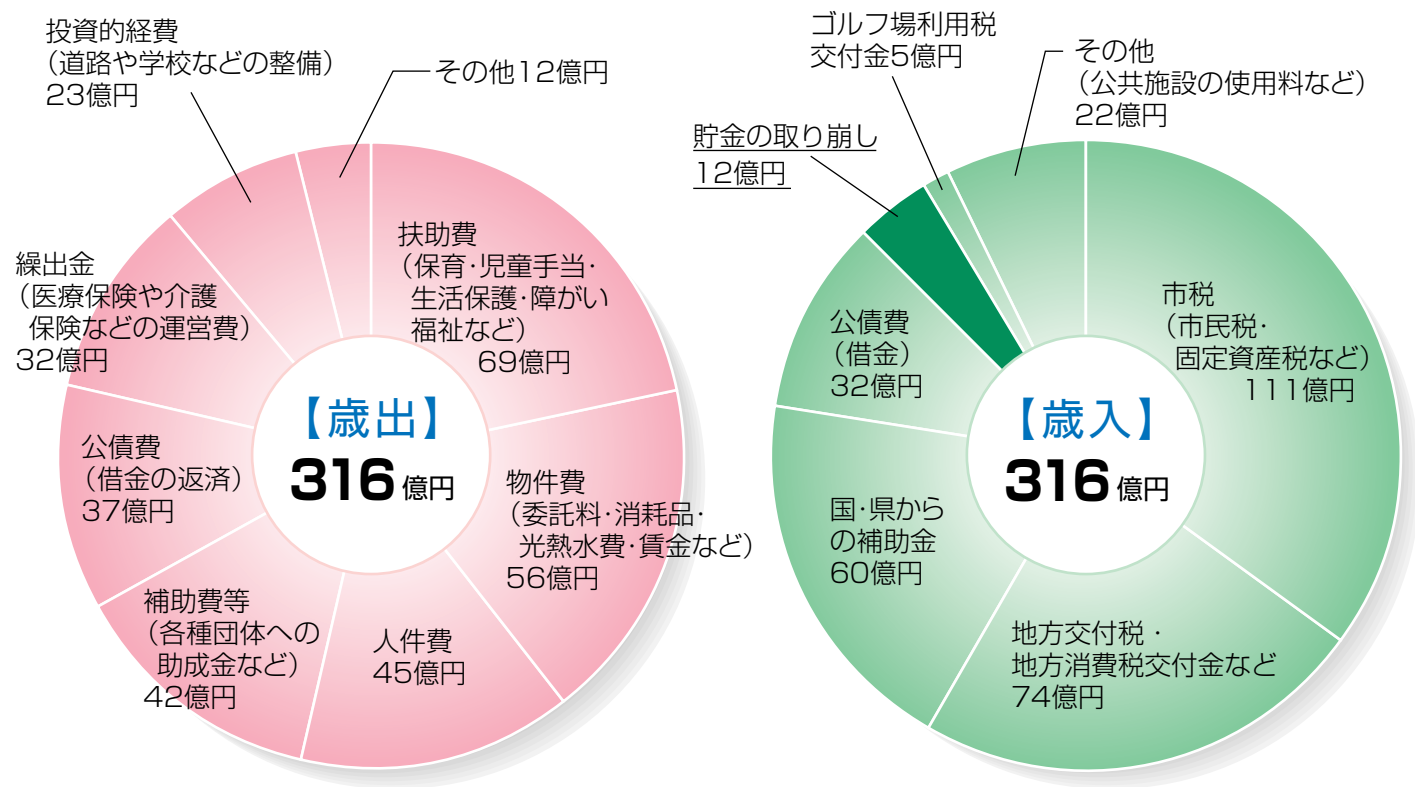 投資的経費
(道路や学校などの整備)
23億円
その他12億円
扶助費
(保育・児童手当・
生活保護・障がい
福祉など)
69億円
繰出金
(医療保険や介護
保険などの運営費)
32億円
【歳出】
316億円
公債費
(借金の返済)
37億円
物件費
(委託料・消耗品・
光熱水費・賃金など)
56億円
補助費等
(各種団体への
助成金など)
42億円
人件費
45億円
ゴルフ場利用税
交付金5億円
その他
(公共施設の使用料など)
22億円
貯金の取り崩し
12億円
市税
(市民税・
固定資産税など)
111億円
公債費
(借金)
32億円
【歳入】
316億円
国・県から
の補助金
60億円
地方交付税・
地方消費税交付金など
74億円